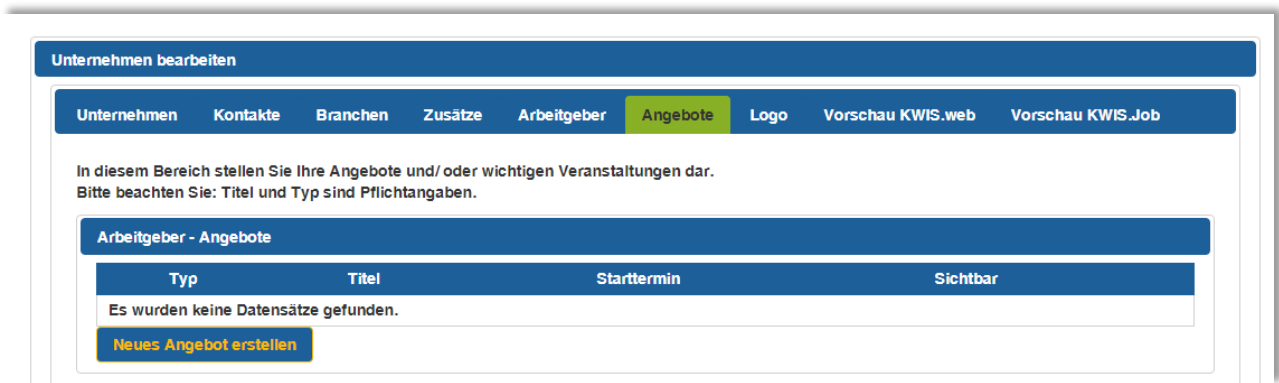 Unternehmen bearbeiten
Unternehmen Kontakte Branchen Zusätze Arbeitgeber Angebote Logo Vorschau KWIS.web Vorschau KWIS.Job
In diesem Bereich stellen Sie Ihre Angebote und/ oder wichtigen Veranstaltungen dar.
Bitte beachten Sie: Titel und Typ sind Pflichtangaben.
Arbeitgeber - Angebote
Typ Titel Starttermin Sichtbar
Es wurden keine Datensätze gefunden.
Neues Angebot erstellen